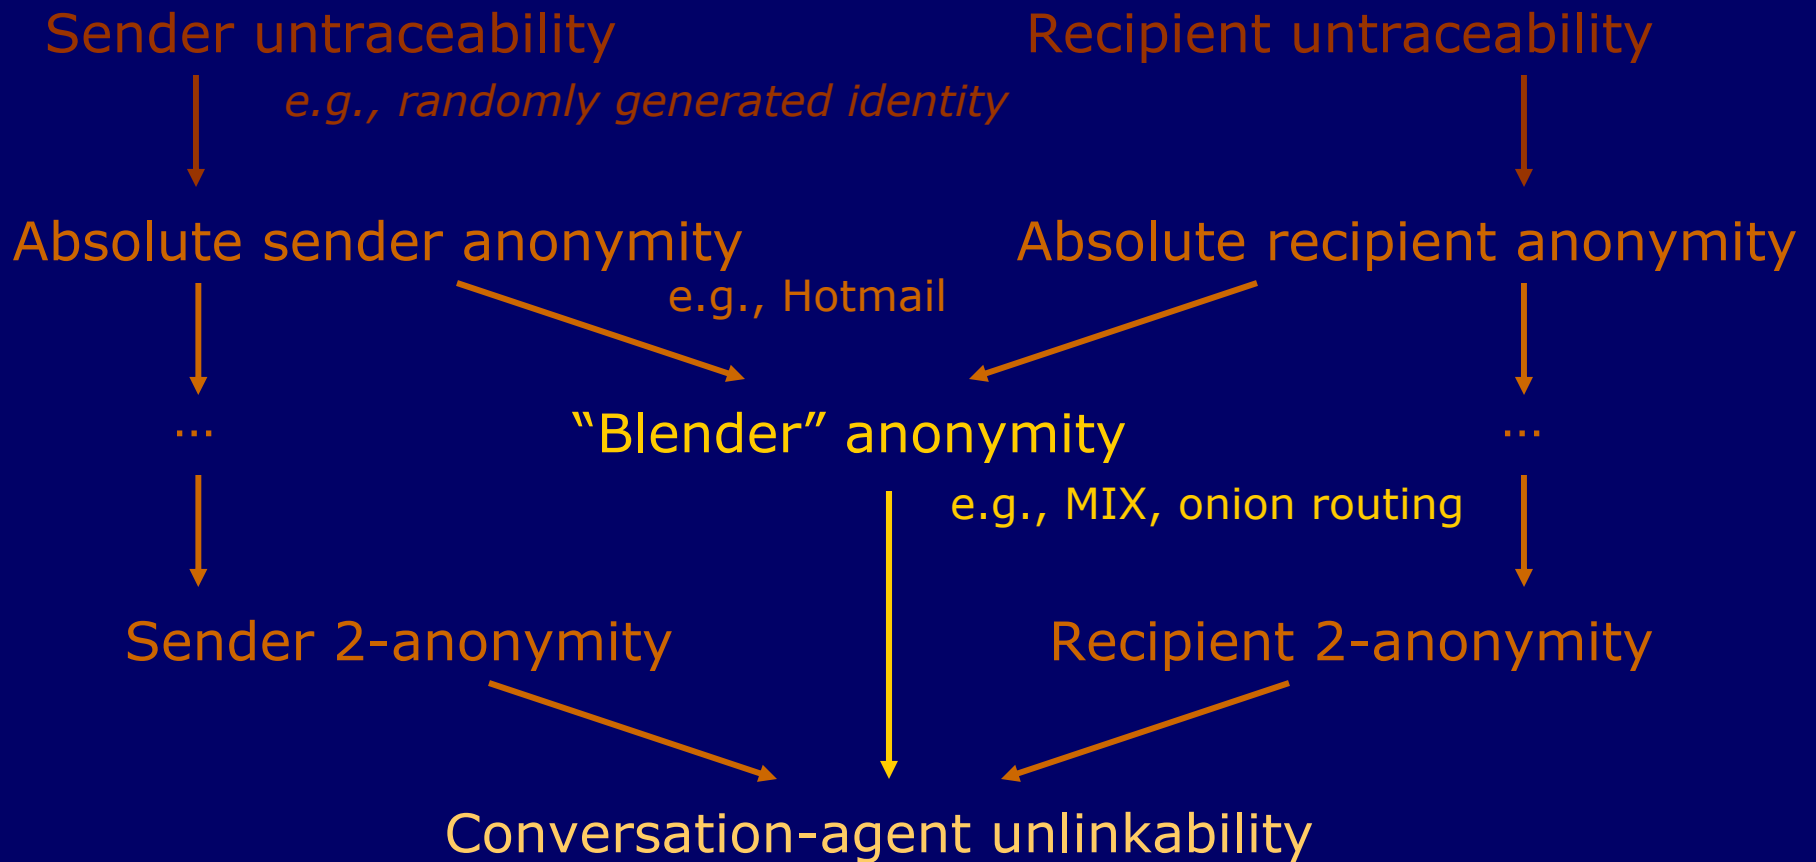 Sender untraceability
Recipient untraceability
e.g., randomly generated identity
Absolute sender anonymity
Absolute recipient anonymity
e.g., Hotmail
…
“Blender” anonymity
…
e.g., MIX, onion routing
Sender 2-anonymity
Recipient 2-anonymity
Conversation-agent unlinkability